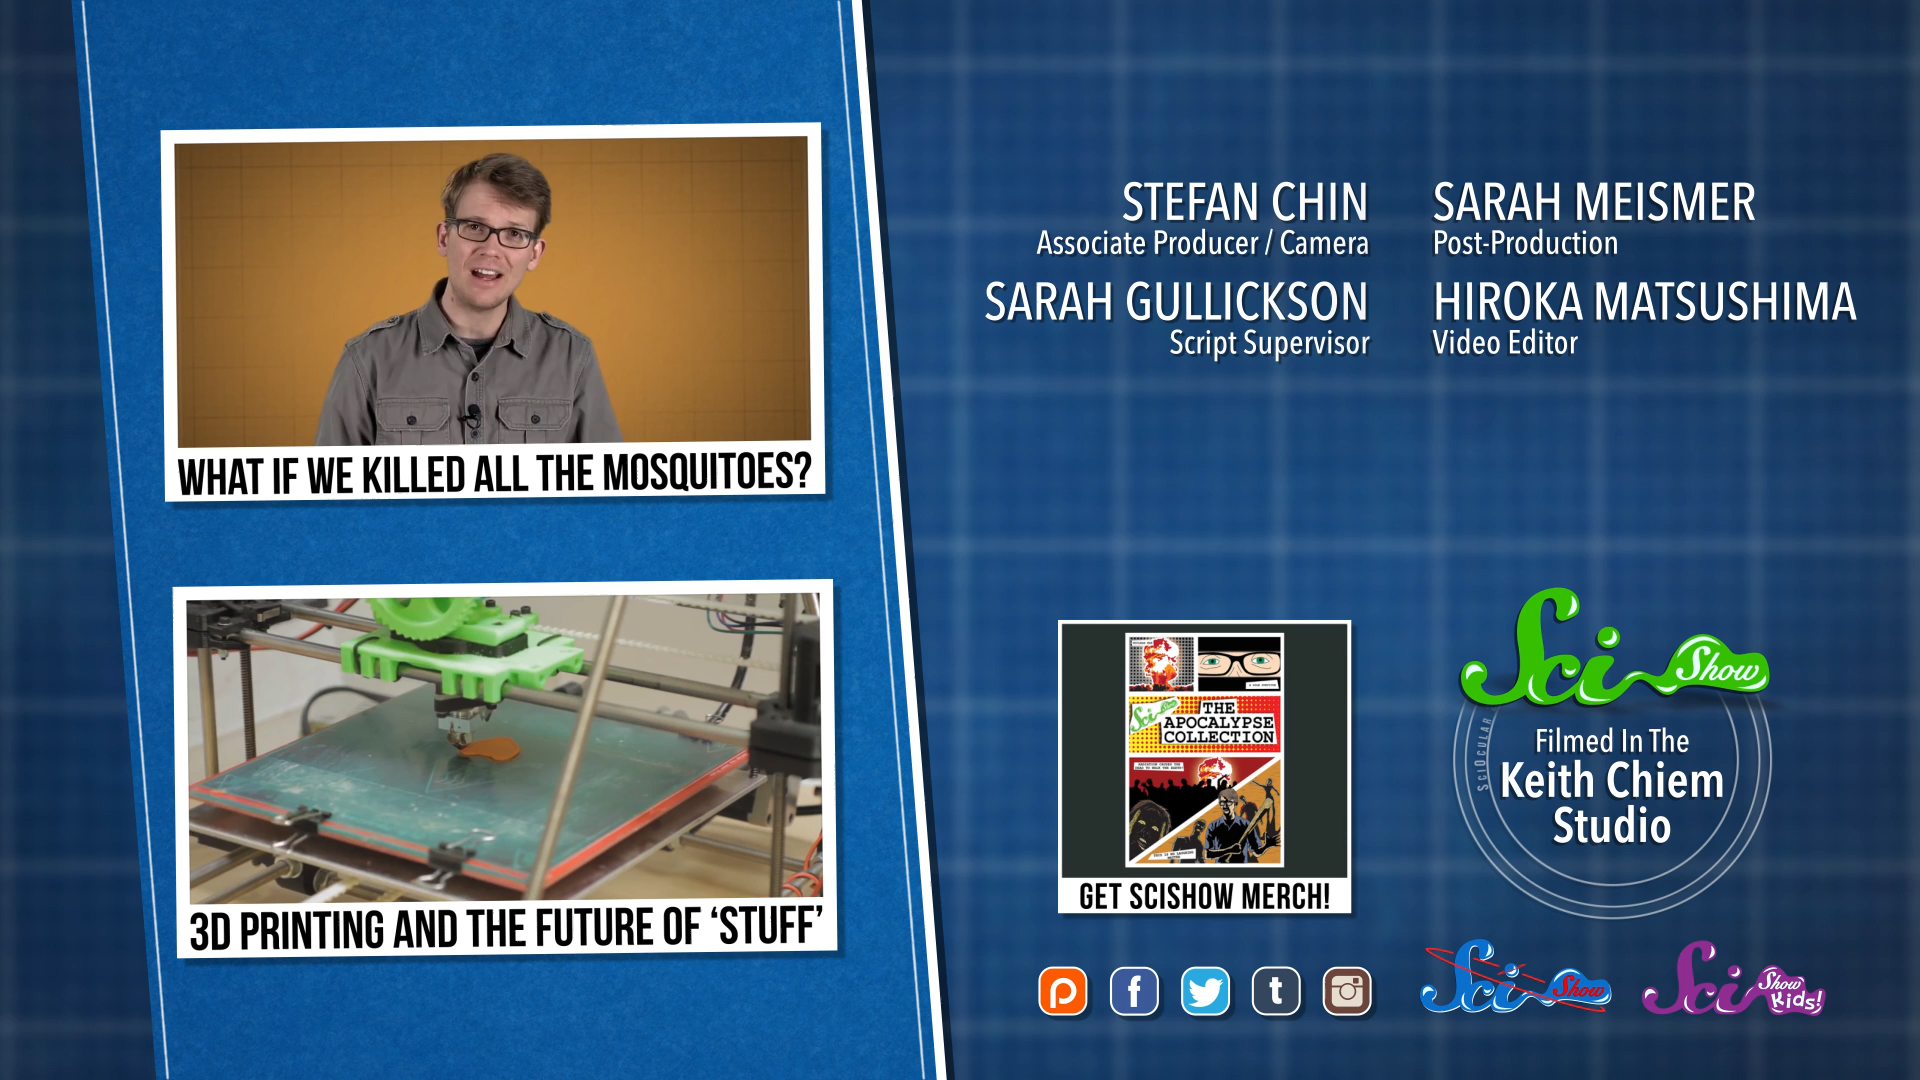 WHAT IF WE KILLED ALL THE MOSQUITOES?
3D PRINTING AND THE FUTURE OF ‘STUFF’
STEFAN CHIN
Associate Producer / Camera
SARAH GULLICKSON
Script Supervisor
SARAH MEISMER
Post-Production
HIROKA MATSUSHIMA
Video Editor
Sci
THE
APOCALYPSE
COLLECTION
GET SCISHOW MERCH!
Sci Show
SCIOCULAR
Filmed In The
Keith Chiem
Studio
Sci Show
Sci Show
Kids!